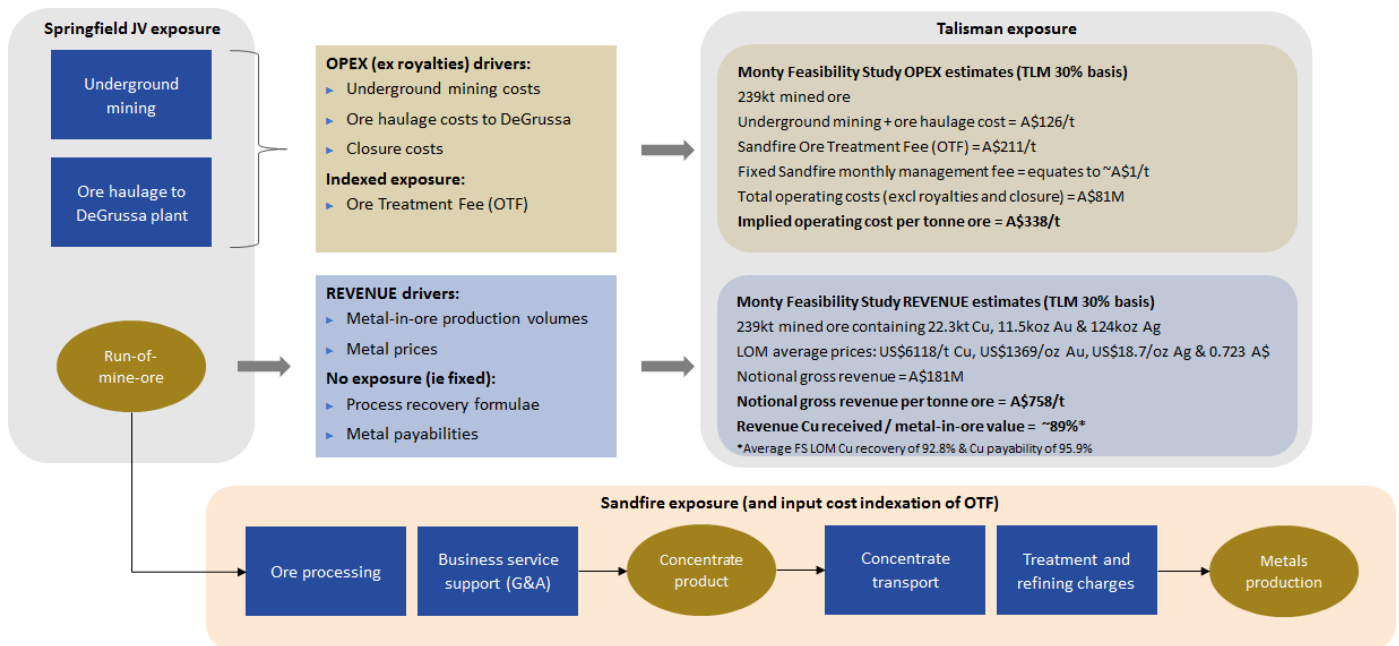 Springfield JV exposure
Underground
mining
Ore haulage to
DeGrussa plant
Run-of-
mine-ore
OPEX (ex royalties) drivers:
► Underground mining costs
► Ore haulage costs to DeGrussa
► Closure costs
Indexed exposure:
► Ore Treatment Fee (OTF)
REVENUE drivers:
► Metal-in-ore production volumes
► Metal prices
No exposure (ie fixed):
► Process recovery formulae
► Metal payabilities
Talisman exposure
Monty Feasibility Study OPEX estimates (TLM 30% basis)
239kt mined ore
Underground mining + ore haulage cost = A$126/t
Sandfire Ore Treatment Fee (OTF) = A$211/t
Fixed Sandfire monthly management fee = equates to ~A$1/t
Total operating costs (excl royalties and closure) = A$81M
Implied operating cost per tonne ore = A$338/t
Monty Feasibility Study REVENUE estimates (TLM 30% basis)
239kt mined ore containing 22.3kt Cu, 11.5koz Au & 124koz Ag
LOM average prices: US$6118/t Cu, US$1369/oz Au, US$18.7/oz Ag & 0.723 A$
Notional gross revenue = A$181M
Notional gross revenue per tonne ore = A$758/t
Revenue Cu received / metal-in-ore value = ~89%*
*Average FS LOM Cu recovery of 92.8% & Cu payability of 95.9%
Sandfire exposure (and input cost indexation of OTF)
Ore processing
Business service
support (G&A)
Concentrate
product
Concentrate
transport
Treatment and
refining charges
Metals
production